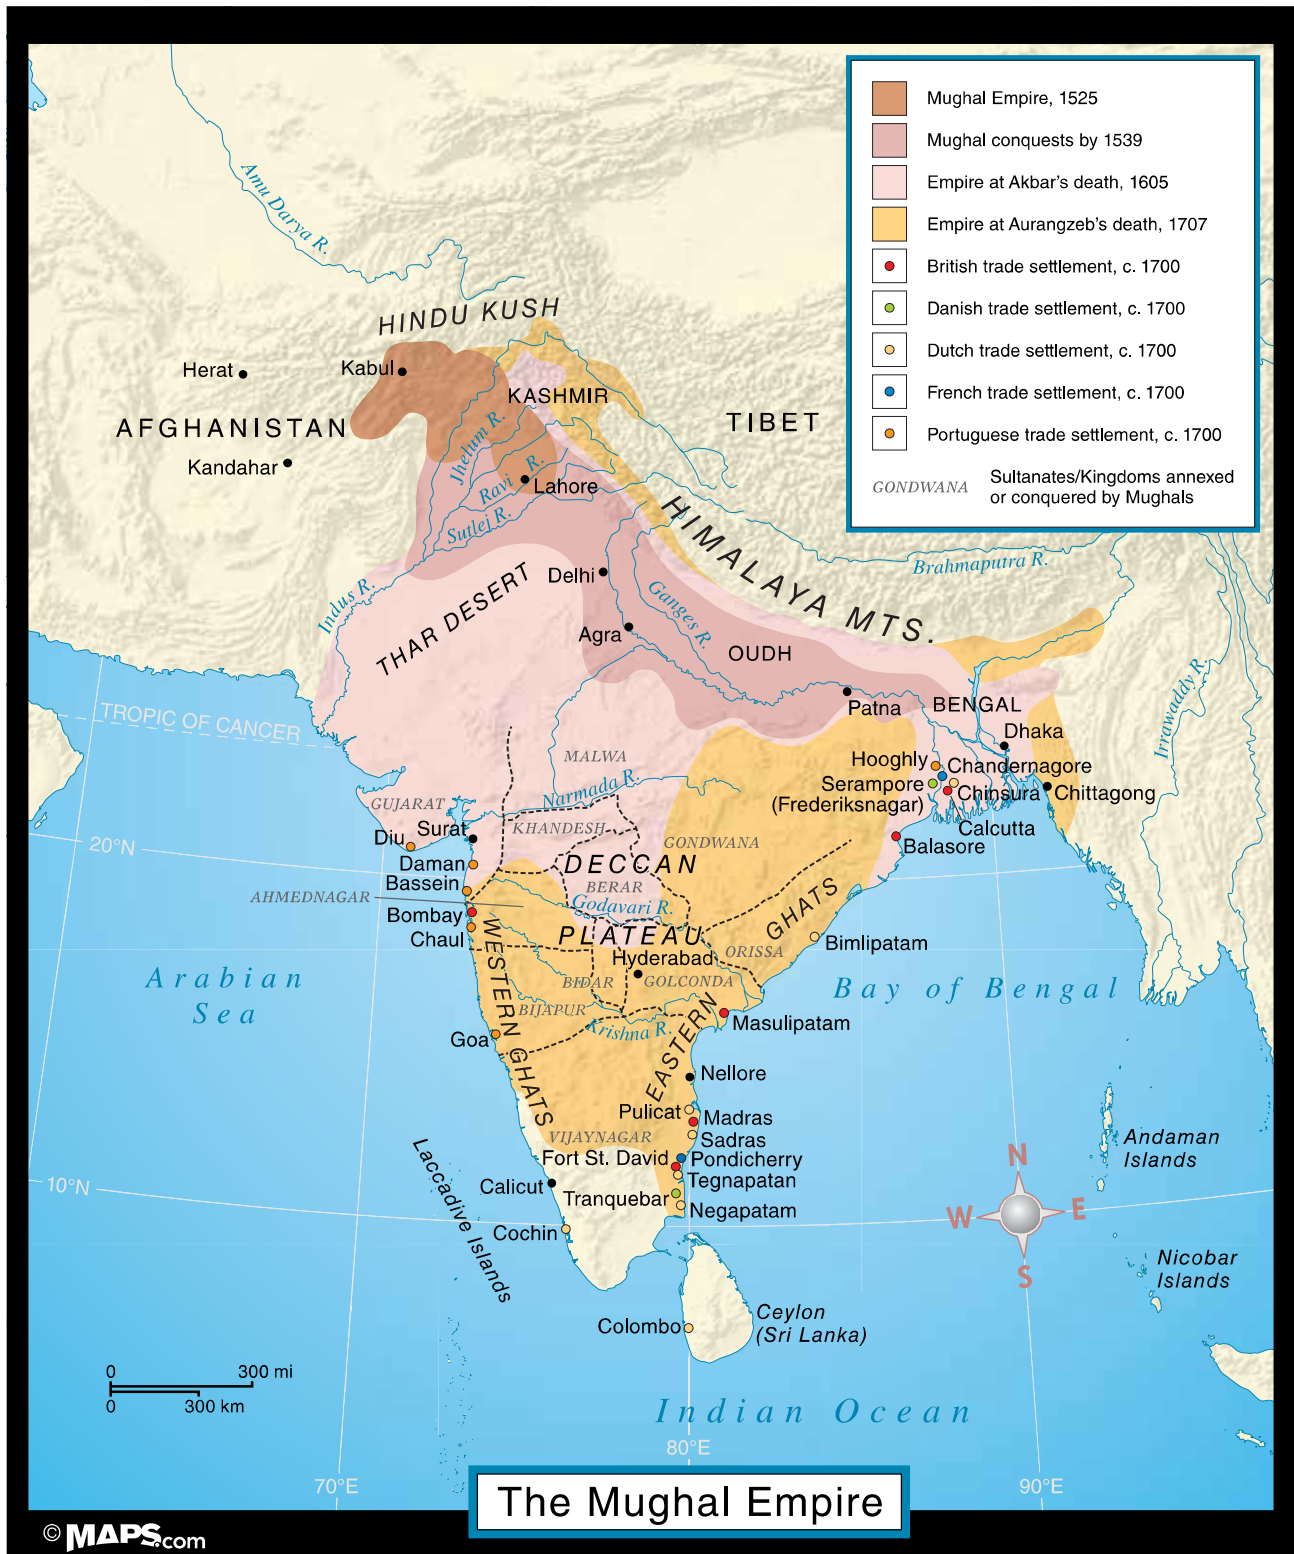 Mughal Empire, 1525
Mughal conquests by 1539
Empire at Akbar's death, 1605
Empire at Aurangzeb's death, 1707
British trade settlement, c. 1700
Danish trade settlement, c. 1700
Dutch trade settlement, c. 1700
French trade settlement, c. 1700
Portuguese trade settlement, c. 1700
GONDWANA
Sultanates/Kingdoms annexed
or conquered by Mughals
Amu Darya R.
HINDU KUSH
Herat
Kabul
KASHMIR
AFGHANISTAN
TIBET
Kandahar
Jhelum R.
Ravi R.
Lahore
Sutlej R.
HIMALAYA MTS.
Brahmaputra R.
Indus R.
THAR DESERT
Delhi
Ganges R.
Agra
OUDH
Irrawaddy R.
TROPIC OF CANCER
Patna
BENGAL
Dhaka
MALWA
Hooghly
Chandernagore
Narmada R.
Serampore
(Frederiksnagar)
Chinsura
Chittagong
GUJARAT
Surat
KHANDESH
Calcutta
Diu
20°N
GONDWANA
Balasore
Daman
DECCAN
Bassein
BERAR
AHMEDNAGAR
Godavari R.
GHATS
Bombay
Chaul
PLATEAU
Bimlipatam
ORISSA
Hyderabad
Arabian
Sea
WESTERN GHATS
BIDAR
GOLCONDA
Bay of Bengal
BIJAPUR
Krishna R.
Masulipatam
Goa
EASTERN
Nellore
Pulicat
Madras
VIJAYNAGAR
Sadras
Andaman
Islands
Fort St. David
Pondicherry
Laccadive Islands
10°N
Calicut
Tegnapatan
Tranquebar
Negapatam
Cochin
N
W
E
S
Nicobar
Islands
Colombo
Ceylon
(Sri Lanka)
0
300 mi
0
300 km
Indian Ocean
80°E
70°E
90°E
The Mughal Empire
© MAPS.com